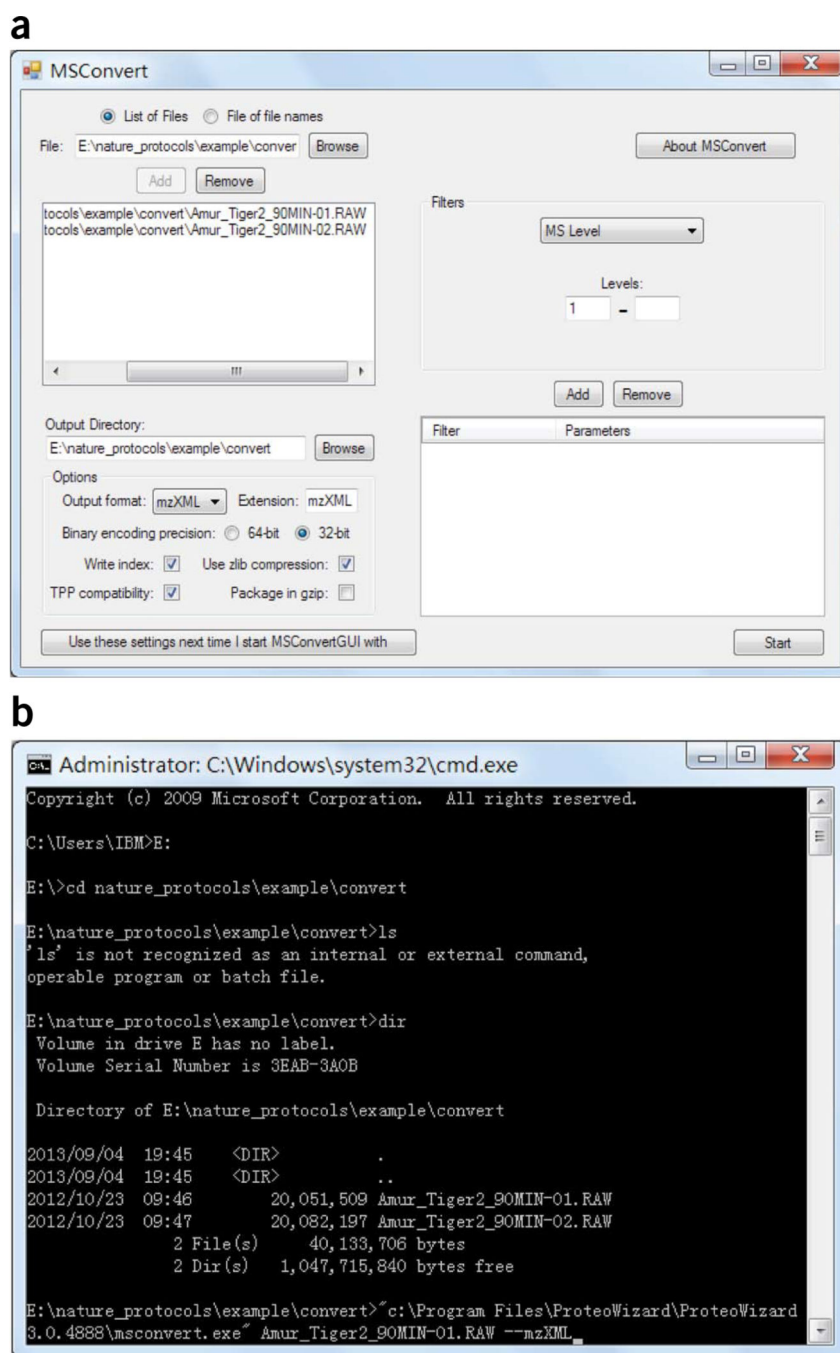 a
MSConvert
List of Files File of file names
File: E:\nature_protocols\example\conver Browse
About MSConvert
Add Remove
tocols\example\convert\Amur_Tiger2_90MIN-01.RAW
tocols\example\convert\Amur_Tiger2_90MIN-02.RAW
Filters
MS Level
Levels:
1 -
Add Remove
Filter Parameters
Output Directory:
E:\nature_protocols\example\convert Browse
Options
Output format: mzXML Extension: mzXML
Binary encoding precision: 64-bit 32-bit
Write index: Use zlib compression:
TPP compatibility: Package in gzip:
Use these settings next time I start MSConvertGUI with
Start
b
Administrator: C:\Windows\system32\cmd.exe
Copyright (c) 2009 Microsoft Corporation. All rights reserved.
C:\Users\IBM>E:
E:\>cd nature_protocols\example\convert
E:\nature_protocols\example\convert>ls
'ls' is not recognized as an internal or external command,
operable program or batch file.
E:\nature_protocols\example\convert>dir
Volume in drive E has no label.
Volume Serial Number is 3EAB-3A0B
Directory of E:\nature_protocols\example\convert
2013/09/04 19:45 <DIR> .
2013/09/04 19:45 <DIR> ..
2012/10/23 09:46 20,051,509 Amur_Tiger2_90MIN-01.RAW
2012/10/23 09:47 20,082,197 Amur_Tiger2_90MIN-02.RAW
2 File(s) 40,133,706 bytes
2 Dir(s) 1,047,715,840 bytes free
E:\nature_protocols\example\convert>"c:\Program Files\ProteoWizard\ProteoWizard
3.0.4888\msconvert.exe" Amur_Tiger2_90MIN-01.RAW --mzXML_